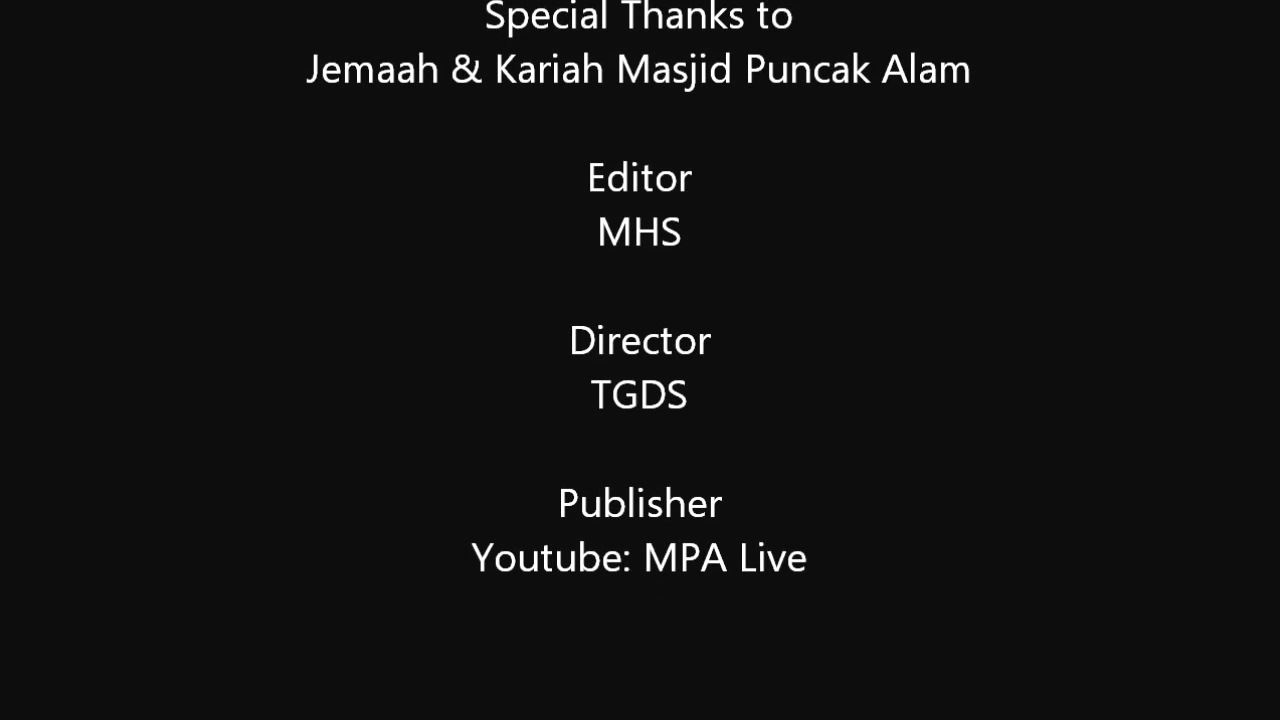 Special Thanks to
Jemaah & Kariah Masjid Puncak Alam
Editor
MHS
Director
TGDS
Publisher
Youtube: MPA Live